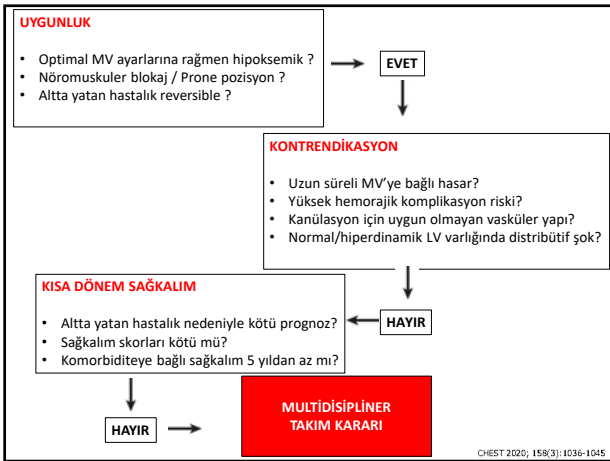 UYGUNLUK
• Optimal MV ayarlarına rağmen hipoksemik ?
• Nöromuskuler blokaj / Prone pozisyon ?
• Altta yatan hastalık reversible ?
EVET
KONTRENDİKASYON
• Uzun süreli MV'ye bağlı hasar?
• Yüksek hemorajik komplikasyon riski?
• Kanülasyon için uygun olmayan vasküler yapı?
• Normal/hiperdinamik LV varlığında distribütif şok?
HAYIR
KISA DÖNEM SAĞKALIM
• Altta yatan hastalık nedeniyle kötü prognoz?
• Sağkalım skorları kötü mü?
• Komorbiditeye bağlı sağkalım 5 yıldan az mı?
HAYIR
MULTİDİSİPLİNER
TAKIM KARARI
CHEST 2020; 158(3):1036-1045